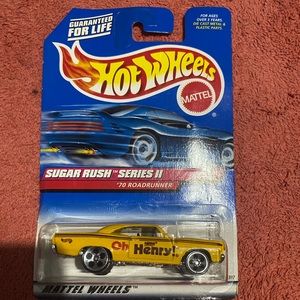 GUARANTEED
FOR LIFE
FOR AGES
OVER 3 YEARS
DIE CAST METAL &
PLASTIC PARTS
Hot Wheels
MATTEL
SUGAR RUSH™ SERIES II
'70 ROADRUNNER
Oh Henry!
MATTEL WHEELS